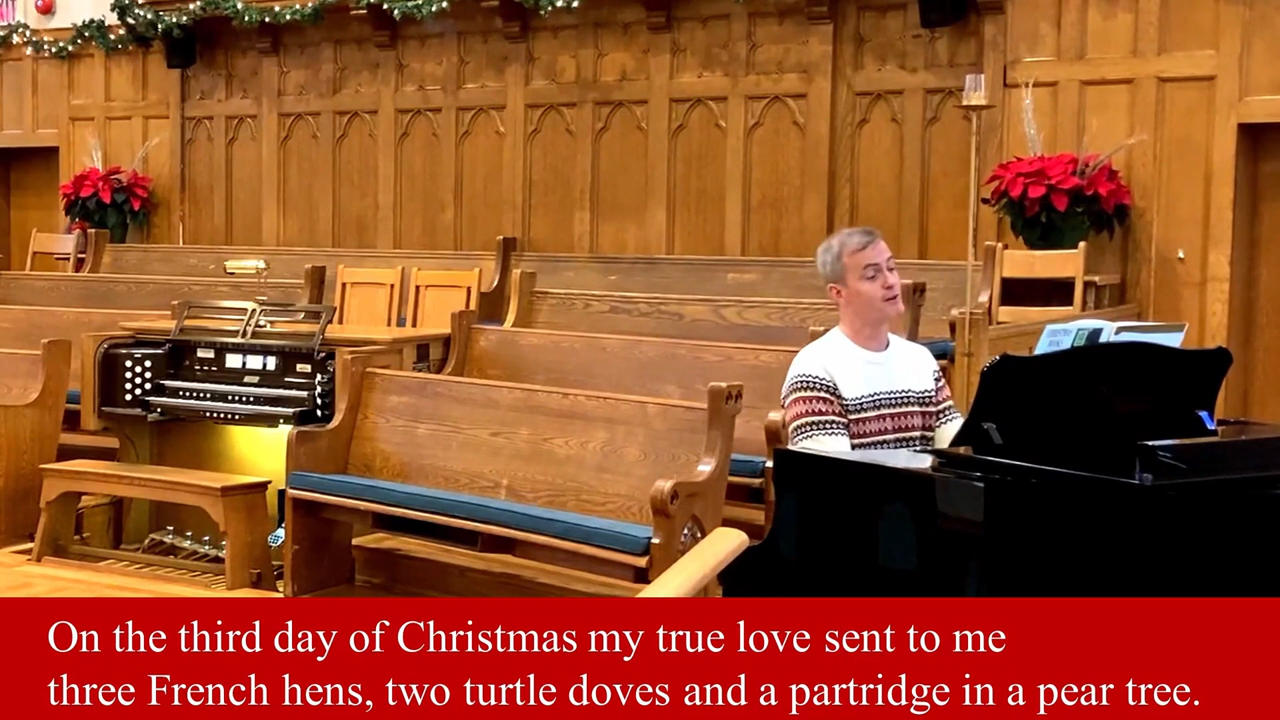 On the third day of Christmas my true love sent to me
three French hens, two turtle doves and a partridge in a pear tree.